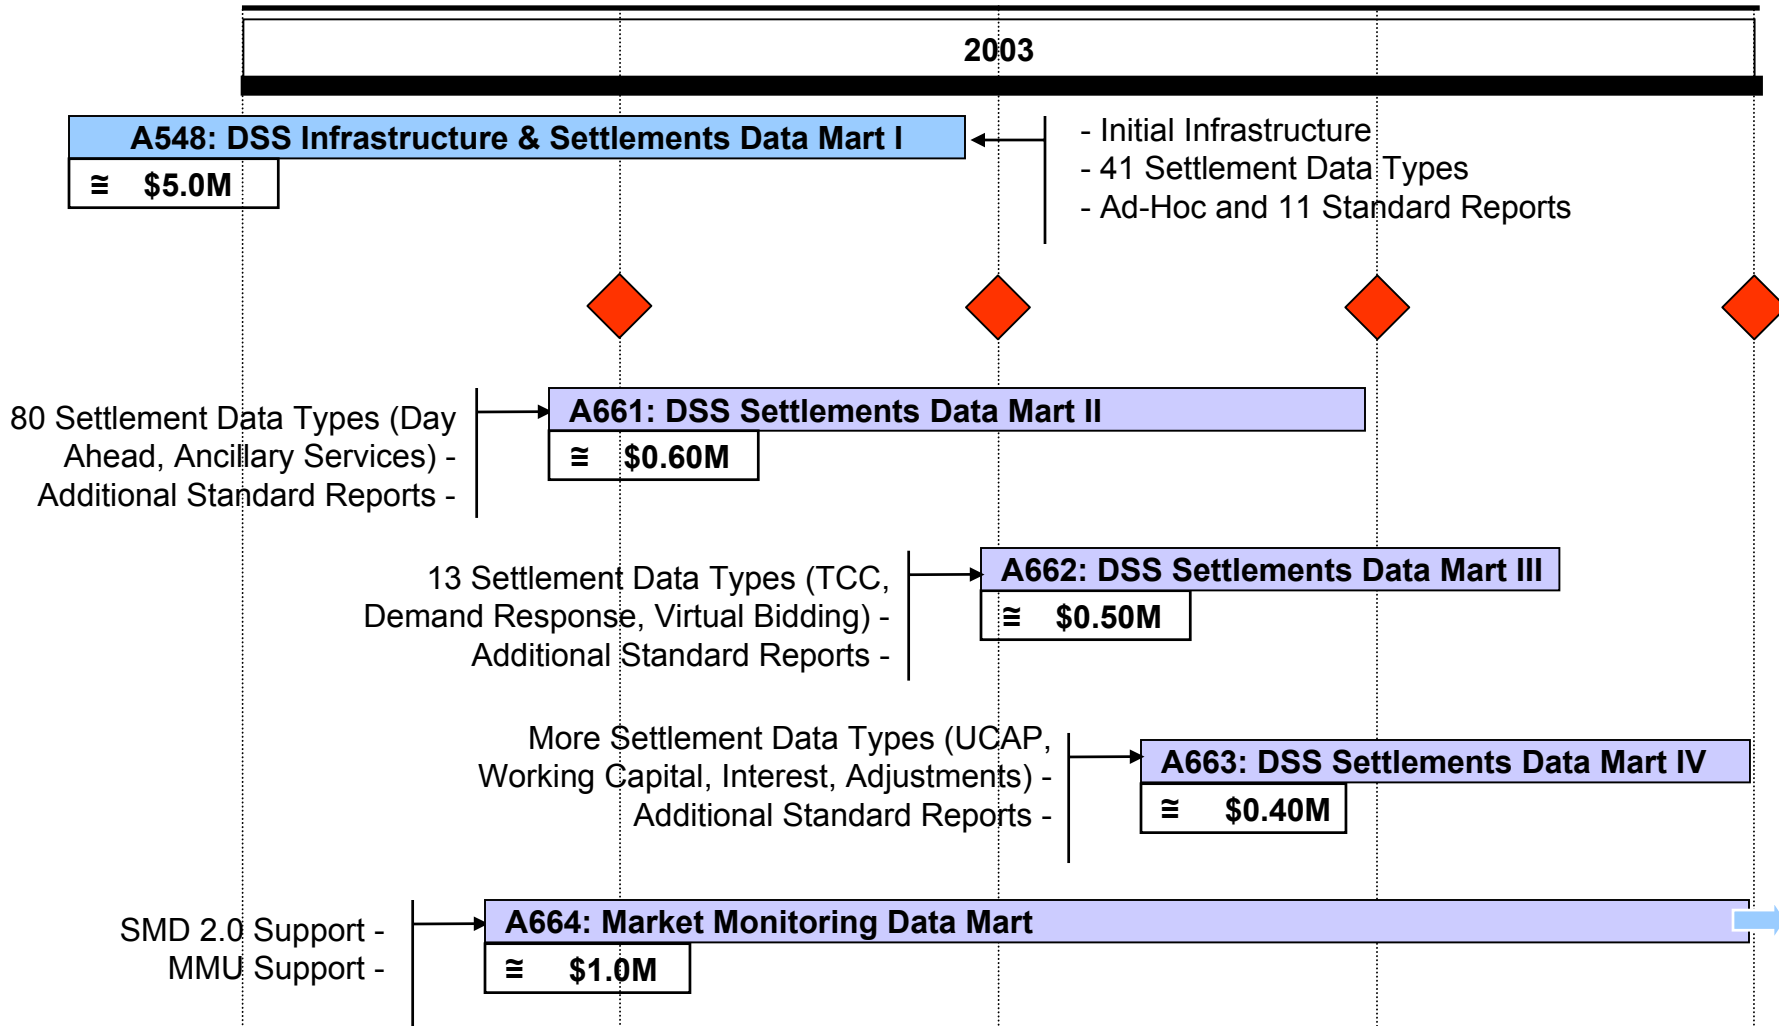 2003
A548: DSS Infrastructure & Settlements Data Mart I
≅ $5.0M
- Initial Infrastructure
- 41 Settlement Data Types
- Ad-Hoc and 11 Standard Reports
80 Settlement Data Types (Day
Ahead, Ancillary Services) -
Additional Standard Reports -
A661: DSS Settlements Data Mart II
≅ $0.60M
13 Settlement Data Types (TCC,
Demand Response, Virtual Bidding) -
Additional Standard Reports -
A662: DSS Settlements Data Mart III
≅ $0.50M
More Settlement Data Types (UCAP,
Working Capital, Interest, Adjustments) -
Additional Standard Reports -
A663: DSS Settlements Data Mart IV
≅ $0.40M
SMD 2.0 Support -
MMU Support -
A664: Market Monitoring Data Mart
≅ $1.0M